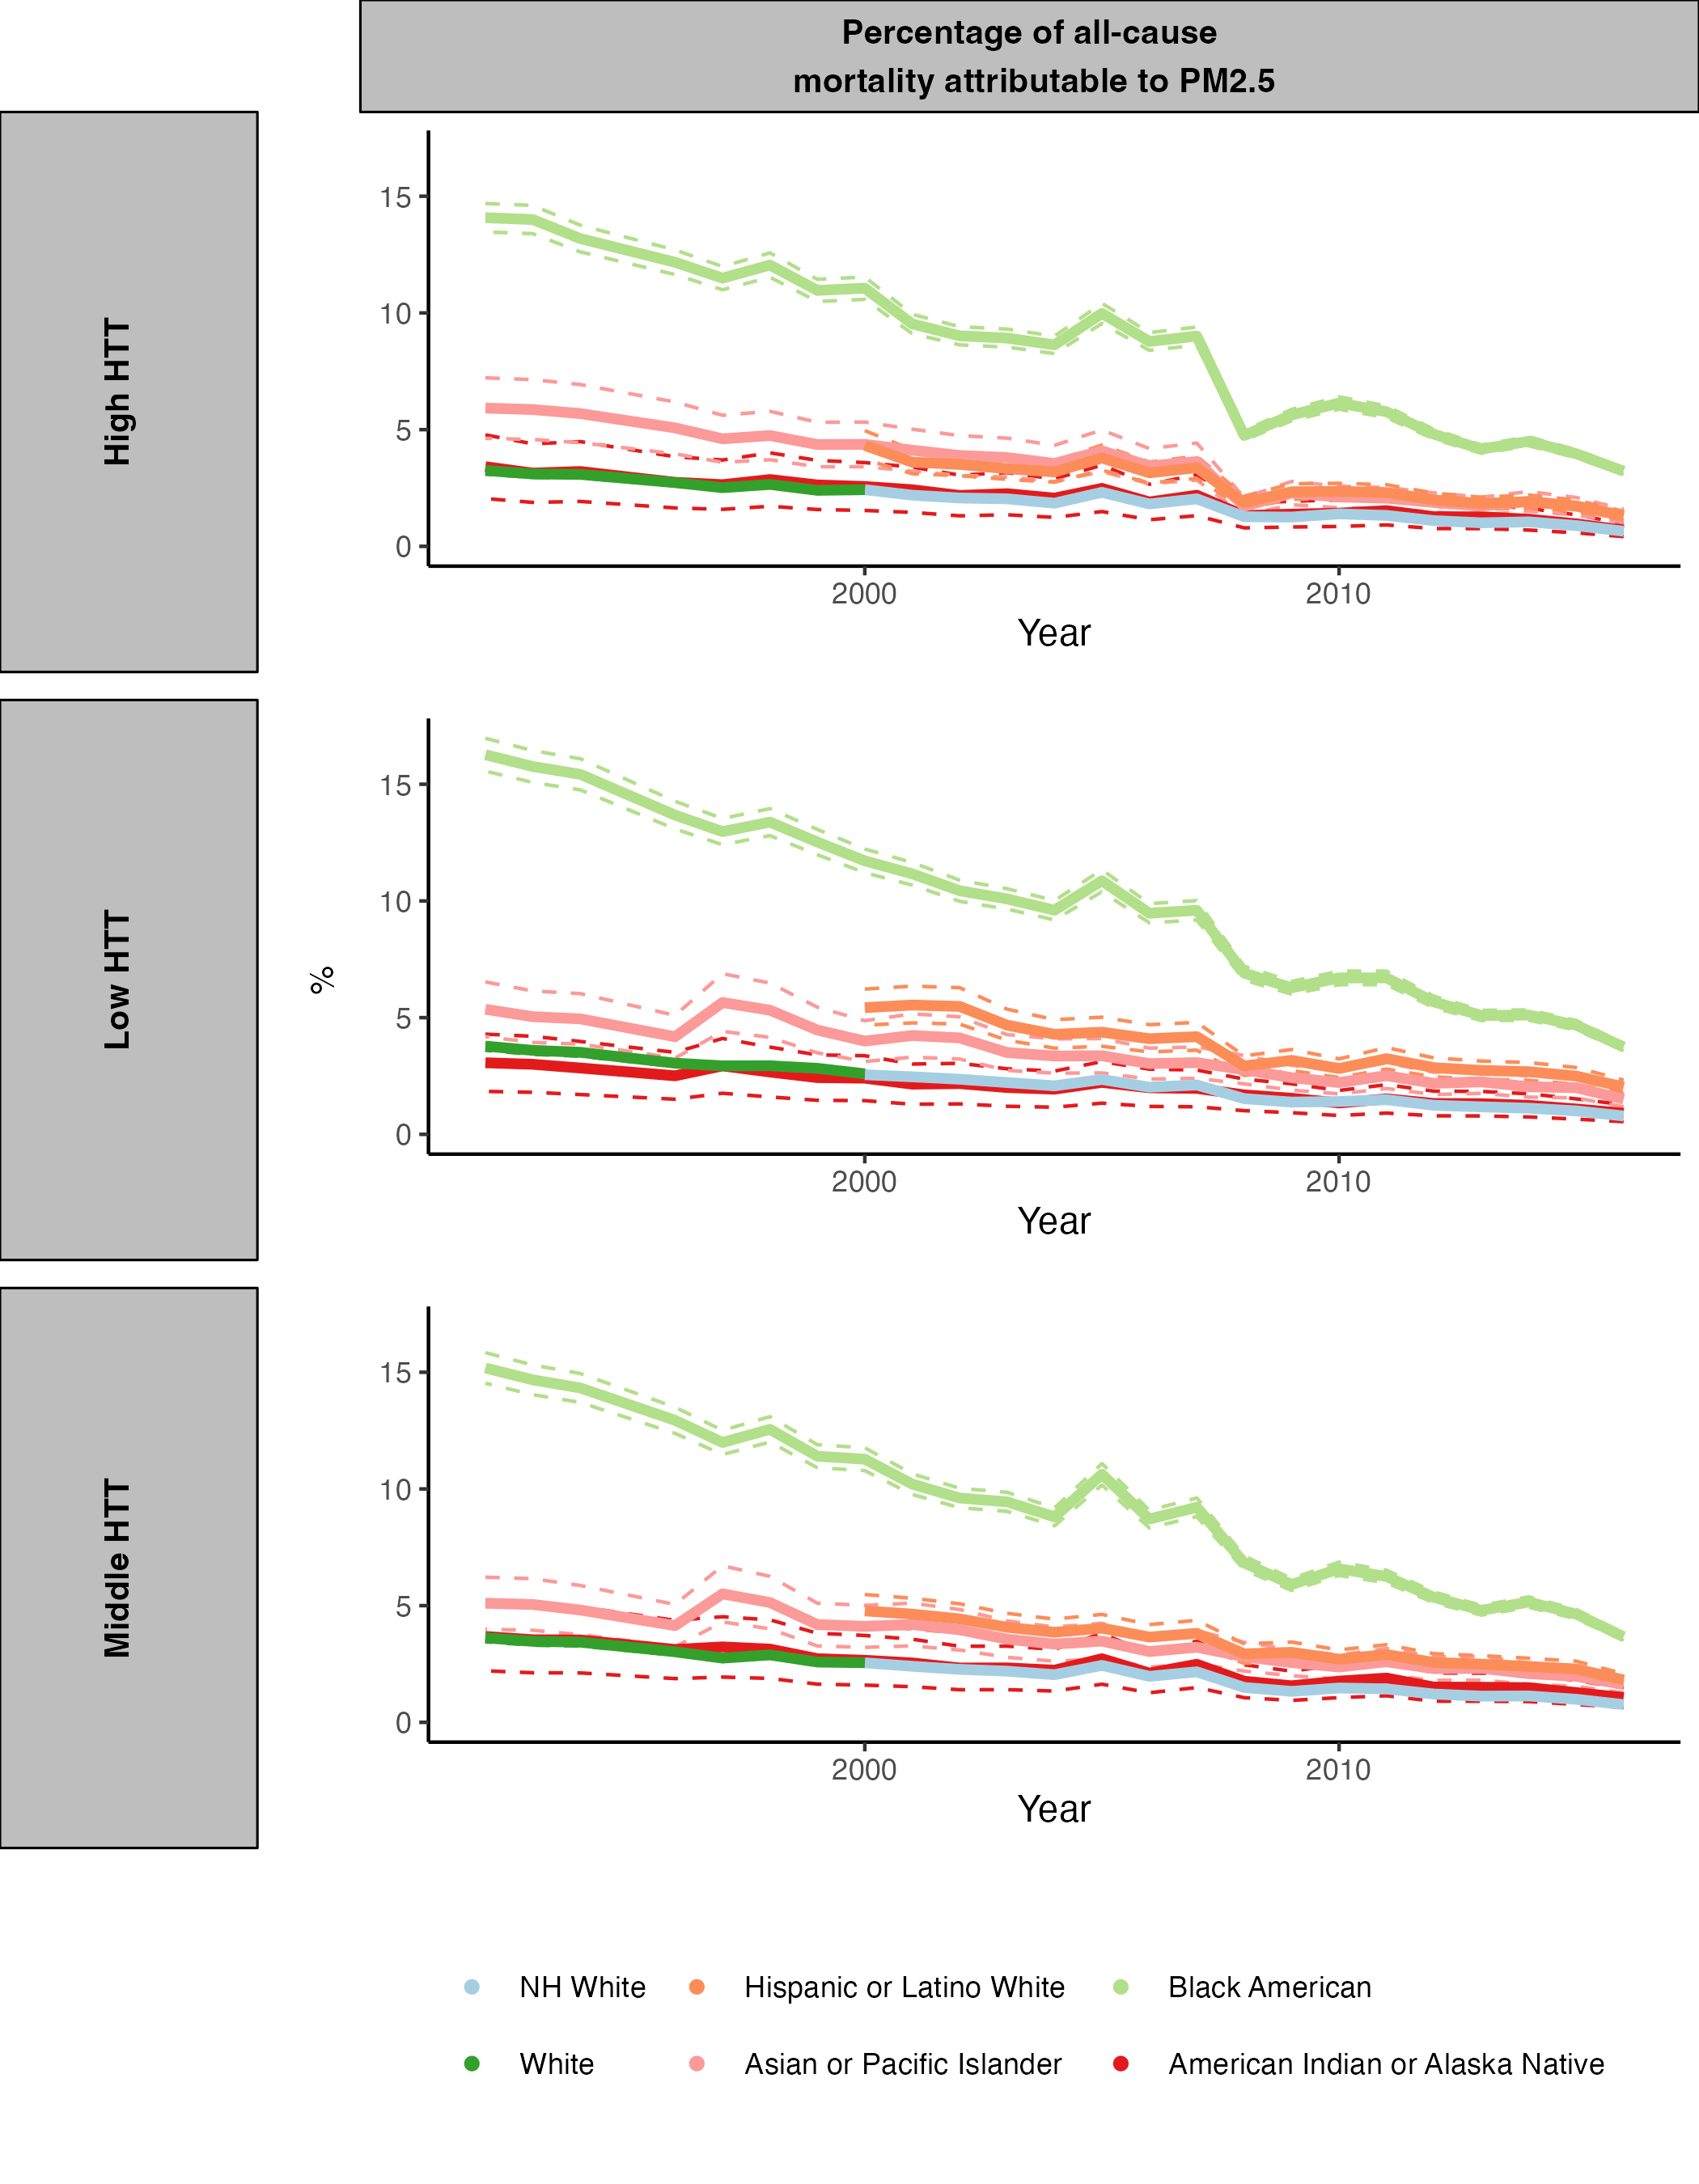 Percentage of all-cause
mortality attributable to PM2.5
High HTT
15
10
5
0
2000
2010
Year
Low HTT
%
15
10
5
0
2000
2010
Year
Middle HTT
15
10
5
0
2000
2010
Year
NH White
Hispanic or Latino White
Black American
White
Asian or Pacific Islander
American Indian or Alaska Native